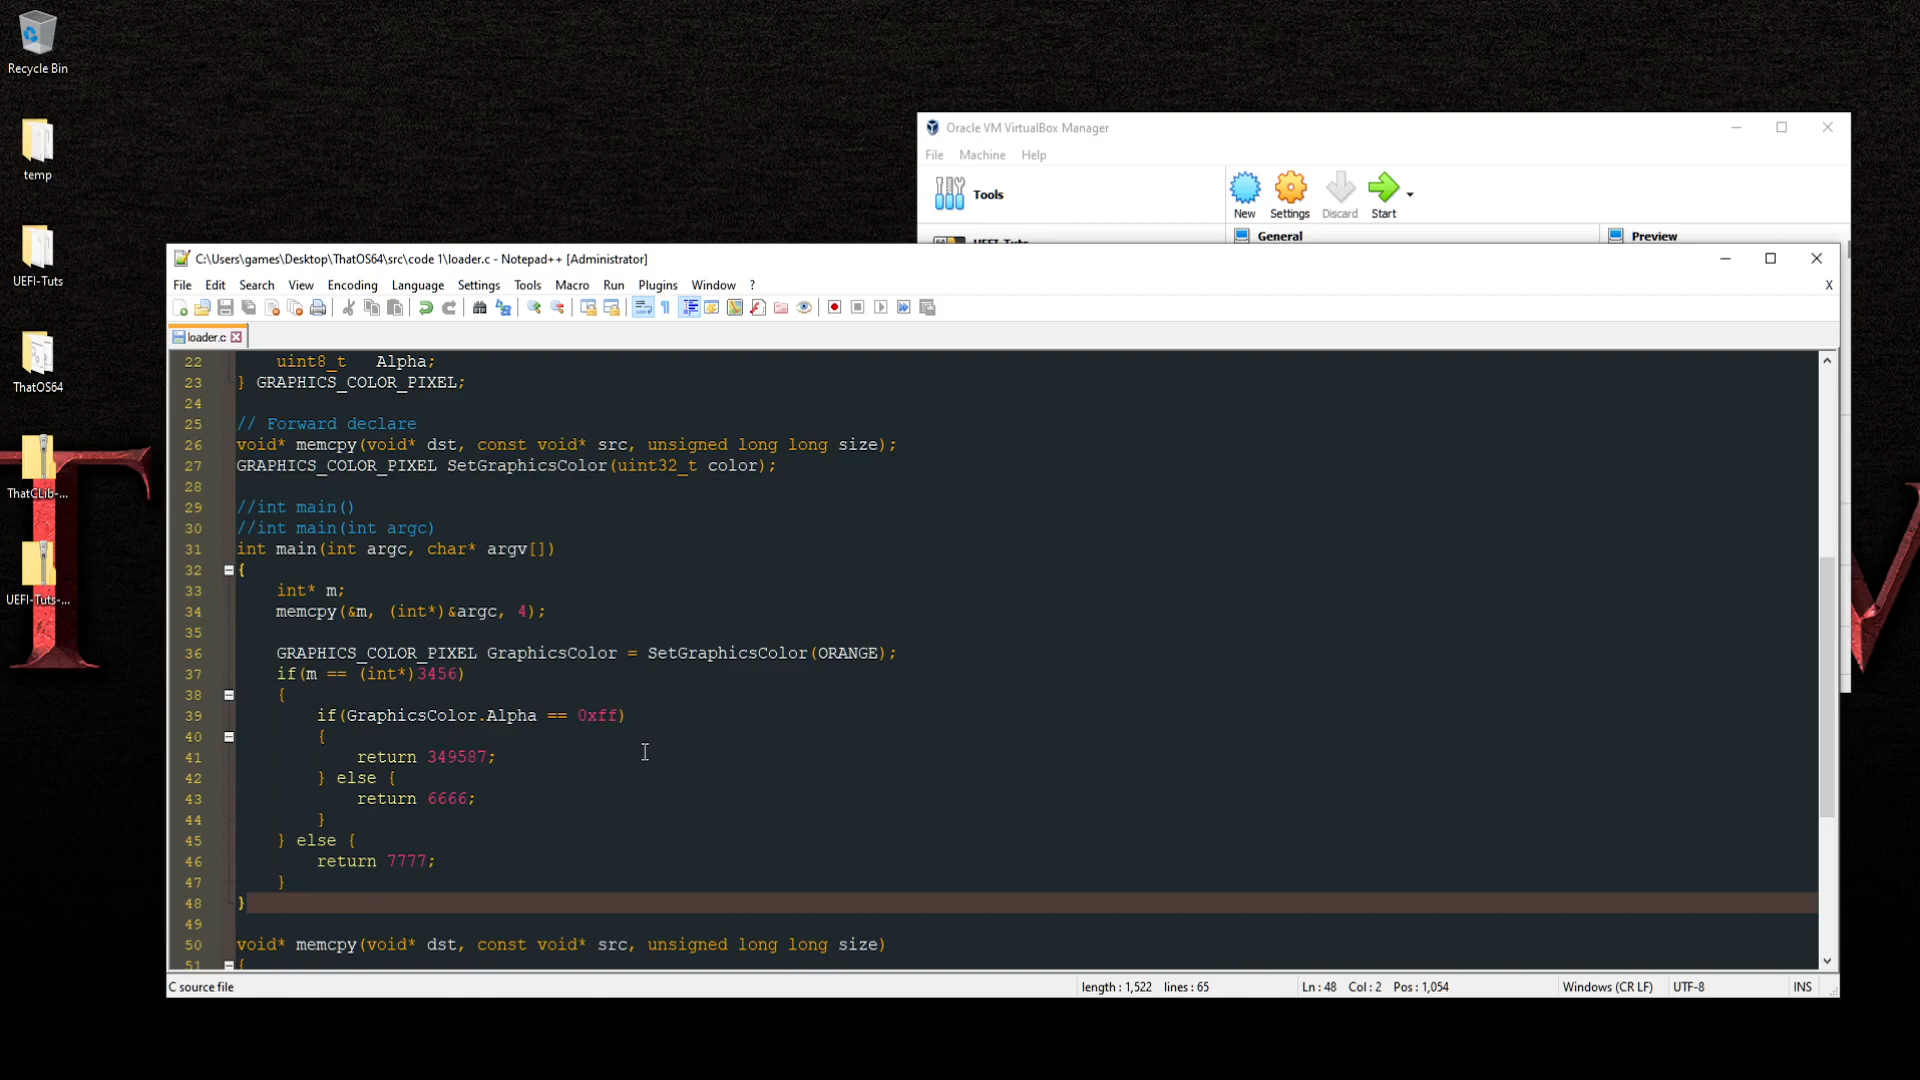 Recycle Bin
temp
UEFI-Tuts
ThatOS64
ThatCLib-...
UEFI-Tuts-...
Oracle VM VirtualBox Manager
File Machine Help
Tools
New Settings Discard Start
UEFI-Tuts
General
Preview
C:\Users\games\Desktop\ThatOS64\src\code 1\loader.c - Notepad++ [Administrator]
File Edit Search View Encoding Language Settings Tools Macro Run Plugins Window ?
X
loader.c
22 uint8_t Alpha;
23 } GRAPHICS_COLOR_PIXEL;
24
25 // Forward declare
26 void* memcpy(void* dst, const void* src, unsigned long long size);
27 GRAPHICS_COLOR_PIXEL SetGraphicsColor(uint32_t color);
28
29 //int main()
30 //int main(int argc)
31 int main(int argc, char* argv[])
32 {
33 int* m;
34 memcpy(&m, (int*)&argc, 4);
35
36 GRAPHICS_COLOR_PIXEL GraphicsColor = SetGraphicsColor(ORANGE);
37 if(m == (int*)3456)
38 {
39 if(GraphicsColor.Alpha == 0xff)
40 {
41 return 349587;
42 } else {
43 return 6666;
44 }
45 } else {
46 return 7777;
47 }
48 }
49
50 void* memcpy(void* dst, const void* src, unsigned long long size)
51 {
C source file
length : 1,522 lines : 65
Ln : 48 Col : 2 Pos : 1,054
Windows (CR LF)
UTF-8
INS